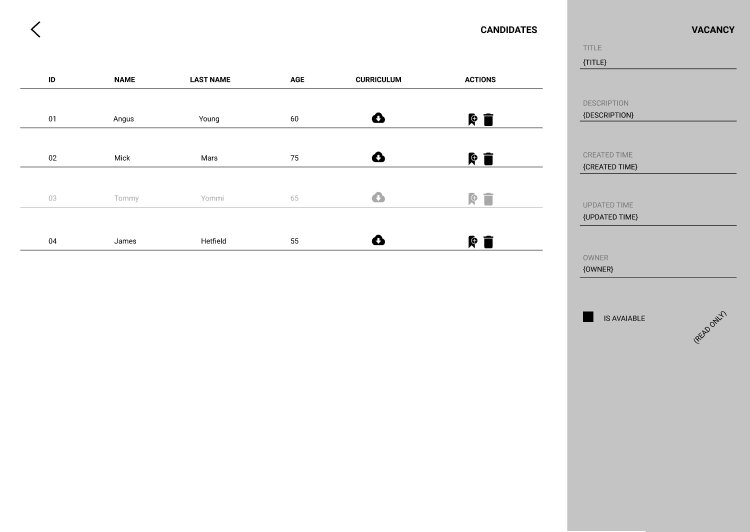 CANDIDATES
ID NAME LAST NAME AGE CURRICULUM ACTIONS
01 Angus Young 60
02 Mick Mars 75
03 Tommy Yommi 65
04 James Hetfield 55
VACANCY
TITLE
{TITLE}
DESCRIPTION
{DESCRIPTION}
CREATED TIME
{CREATED TIME}
UPDATED TIME
{UPDATED TIME}
OWNER
{OWNER}
IS AVAIABLE
(READ ONLY)